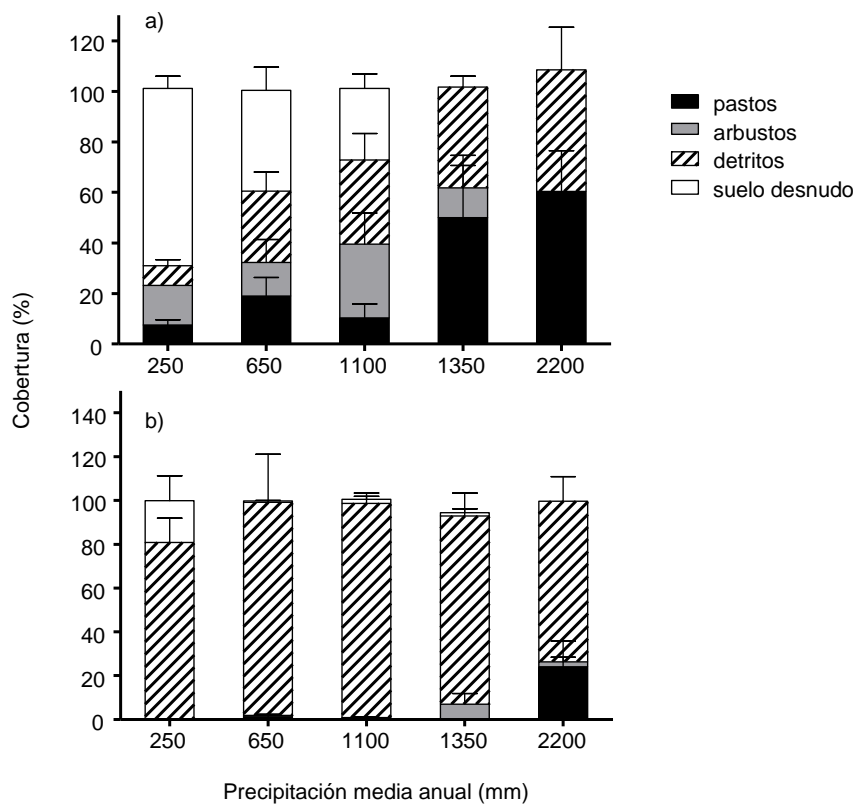 a)
120
100
80
60
40
20
0
250 650 1100 1350 2200
pastos
arbustos
detritos
suelo desnudo
Cobertura (%)
b)
140
120
100
80
60
40
20
0
250 650 1100 1350 2200
Precipitación media anual (mm)